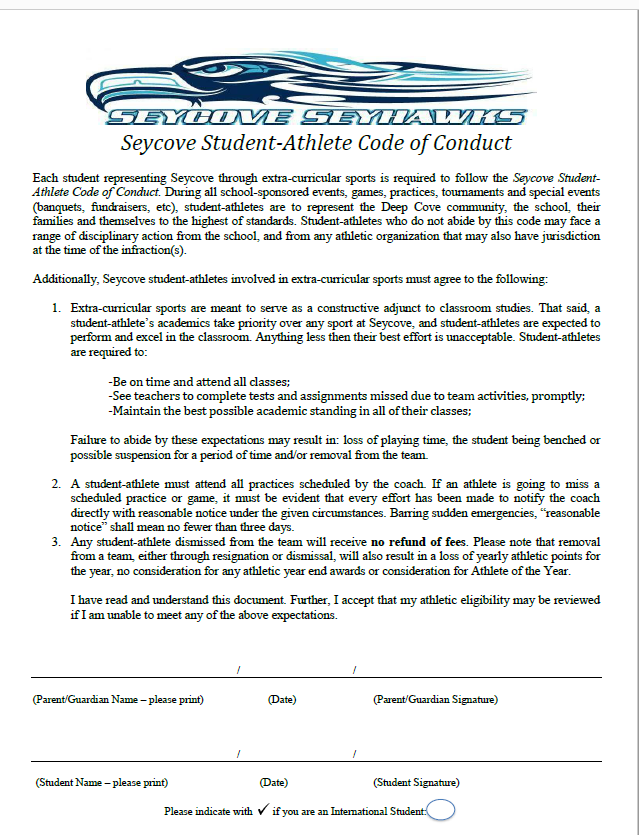 SEYCOVE SEYHAWKS
Seycove Student-Athlete Code of Conduct
Each student representing Seycove through extra-curricular sports is required to follow the Seycove Student-
Athlete Code of Conduct. During all school-sponsored events, games, practices, tournaments and special events
(banquets, fundraisers, etc), student-athletes are to represent the Deep Cove community, the school, their
families and themselves to the highest of standards. Student-athletes who do not abide by this code may face a
range of disciplinary action from the school, and from any athletic organization that may also have jurisdiction
at the time of the infraction(s).
Additionally, Seycove student-athletes involved in extra-curricular sports must agree to the following:
1. Extra-curricular sports are meant to serve as a constructive adjunct to classroom studies. That said, a
student-athlete's academics take priority over any sport at Seycove, and student-athletes are expected to
perform and excel in the classroom. Anything less then their best effort is unacceptable. Student-athletes
are required to:
-Be on time and attend all classes;
-See teachers to complete tests and assignments missed due to team activities, promptly;
-Maintain the best possible academic standing in all of their classes;
Failure to abide by these expectations may result in: loss of playing time, the student being benched or
possible suspension for a period of time and/or removal from the team.
2. A student-athlete must attend all practices scheduled by the coach. If an athlete is going to miss a
scheduled practice or game, it must be evident that every effort has been made to notify the coach
directly with reasonable notice under the given circumstances. Barring sudden emergencies, "reasonable
notice" shall mean no fewer than three days.
3. Any student-athlete dismissed from the team will receive no refund of fees. Please note that removal
from a team, either through resignation or dismissal, will also result in a loss of yearly athletic points for
the year, no consideration for any athletic year end awards or consideration for Athlete of the Year.
I have read and understand this document. Further, I accept that my athletic eligibility may be reviewed
if I am unable to meet any of the above expectations.
/ /
(Parent/Guardian Name – please print) (Date) (Parent/Guardian Signature)
/ /
(Student Name – please print) (Date) (Student Signature)
Please indicate with ✓ if you are an International Student: